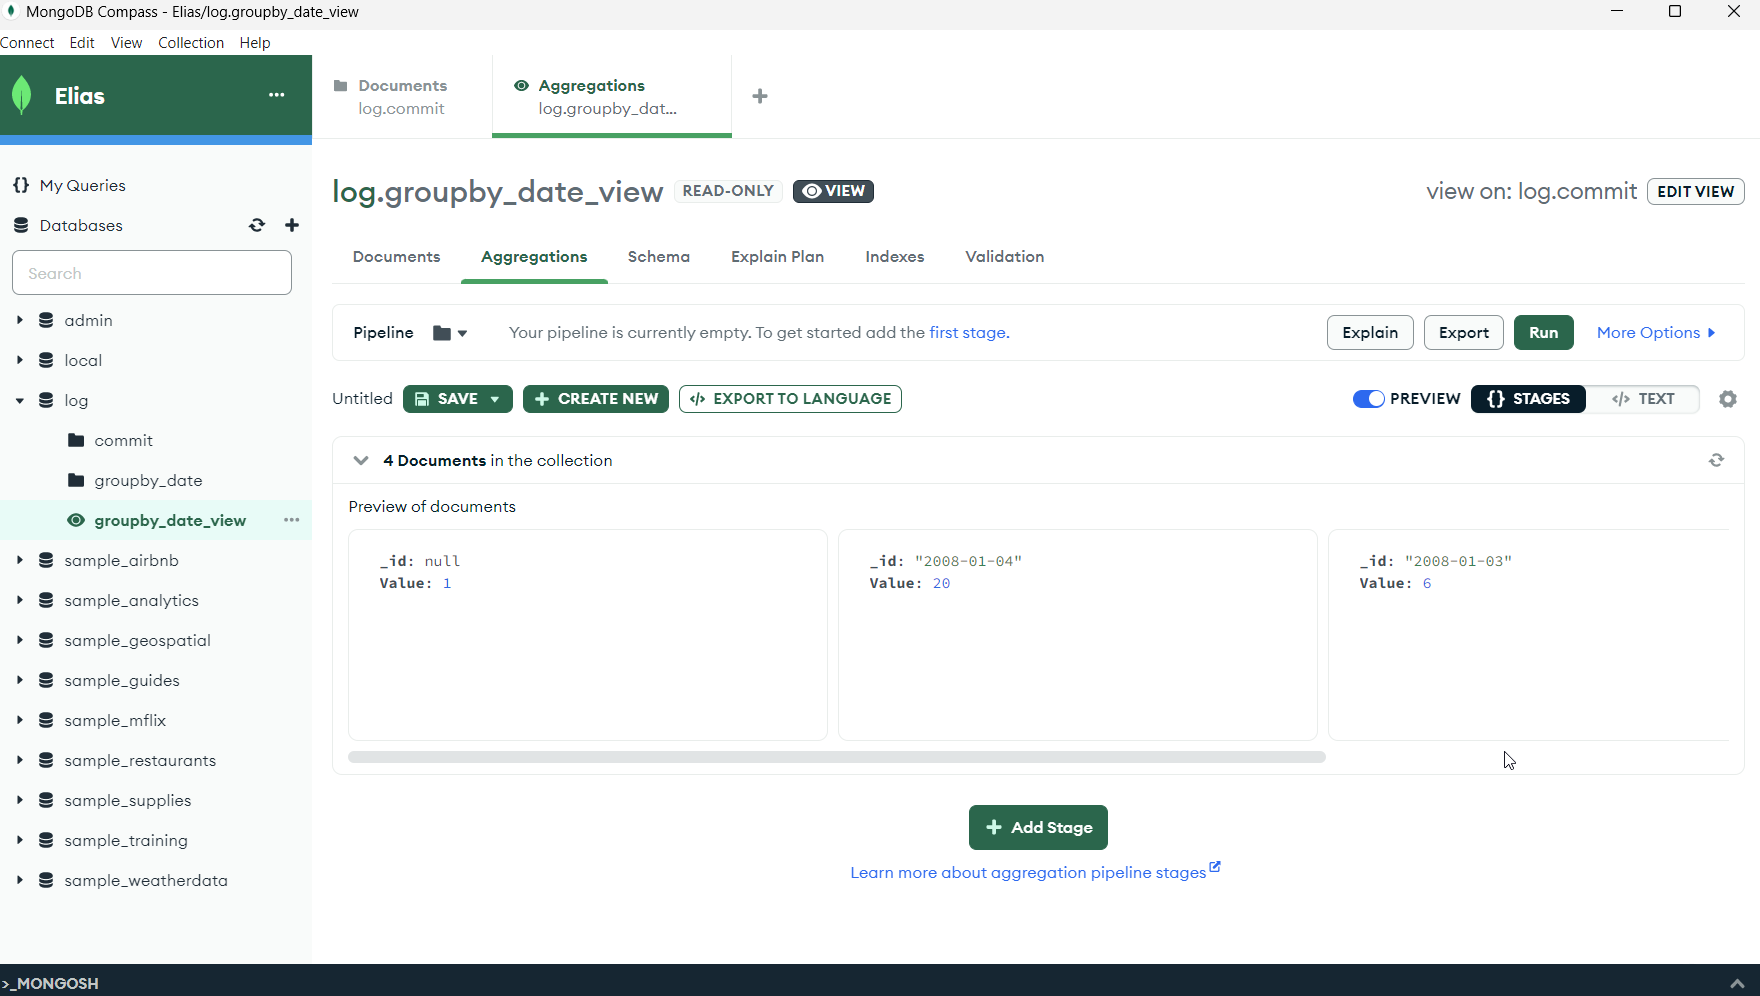 MongoDB Compass - Elias/log.groupby_date_view
Connect Edit View Collection Help
Elias
Documents
log.commit
Aggregations
log.groupby_dat...
My Queries
Databases
Search
admin
local
log
commit
groupby_date
groupby_date_view
sample_airbnb
sample_analytics
sample_geospatial
sample_guides
sample_mflix
sample_restaurants
sample_supplies
sample_training
sample_weatherdata
log.groupby_date_view READ-ONLY VIEW
view on: log.commit EDIT VIEW
Documents Aggregations Schema Explain Plan Indexes Validation
Pipeline Your pipeline is currently empty. To get started add the first stage. Explain Export Run More Options
Untitled SAVE + CREATE NEW </> EXPORT TO LANGUAGE PREVIEW {} STAGES </> TEXT
4 Documents in the collection
Preview of documents
_id: null
Value: 1
_id: "2008-01-04"
Value: 20
_id: "2008-01-03"
Value: 6
+ Add Stage
Learn more about aggregation pipeline stages
>_MONGOSH